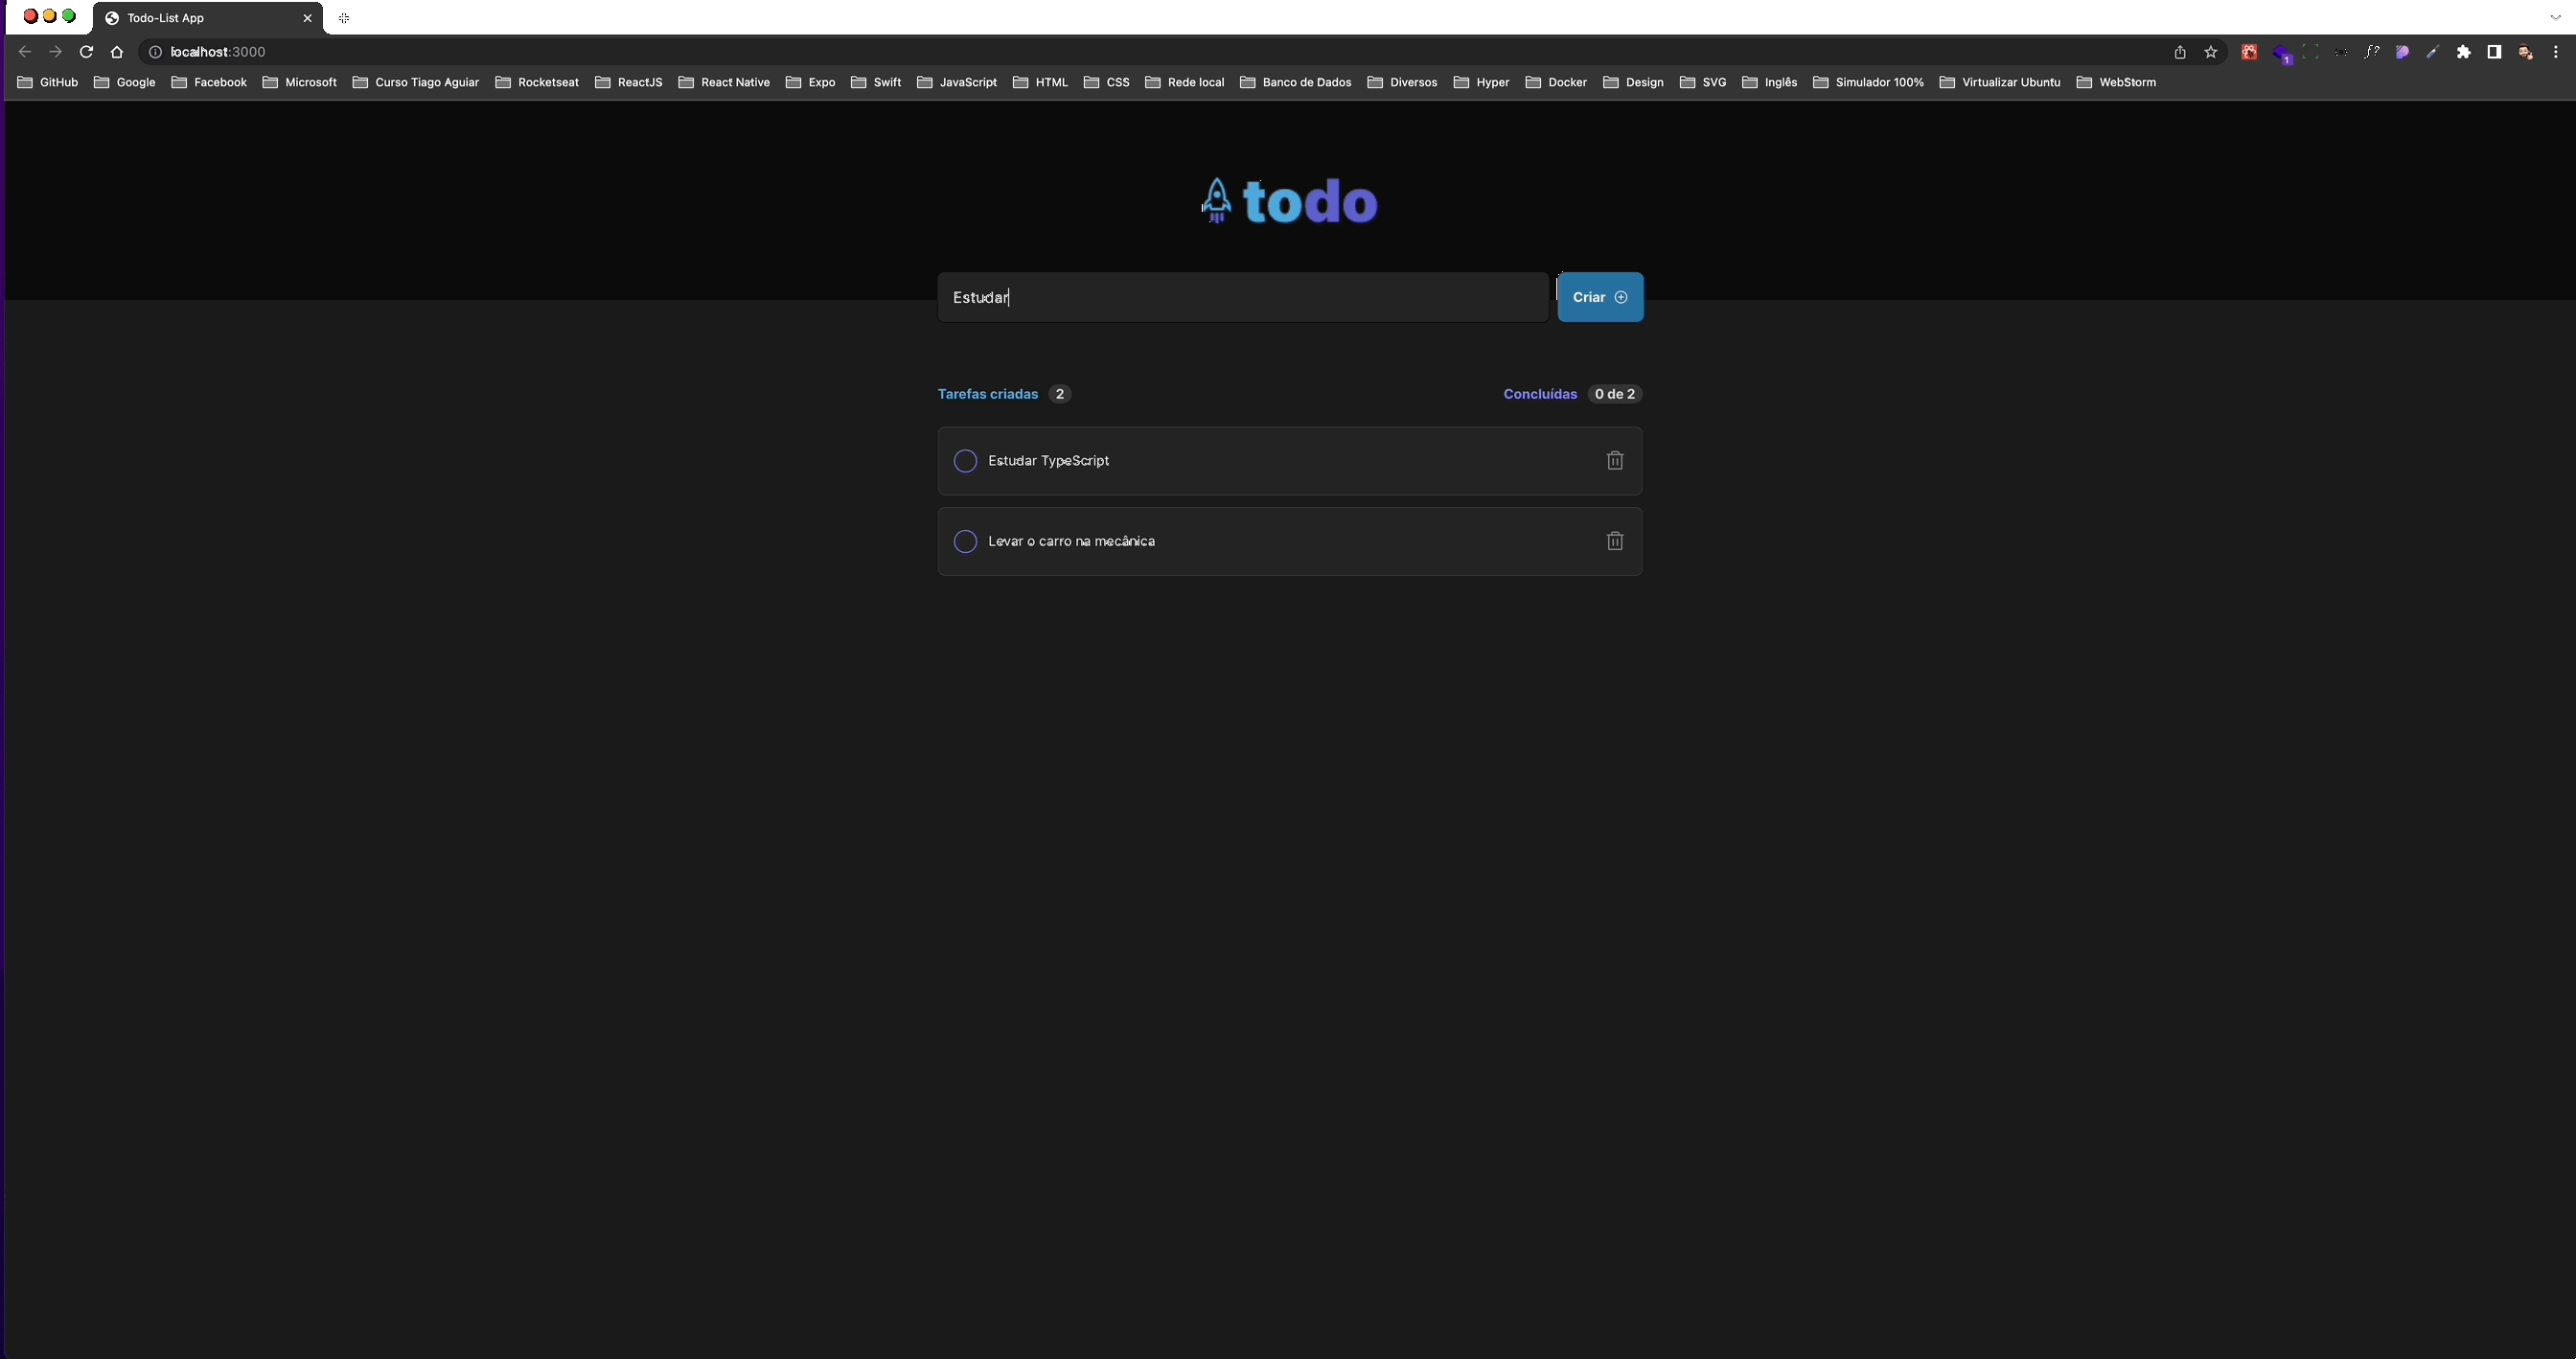 Todo-List App
localhost:3000
1
f?
GitHub Google Facebook Microsoft Curso Tiago Aguiar Rocketseat ReactJS React Native Expo Swift JavaScript HTML CSS Rede local Banco de Dados Diversos Hyper Docker Design SVG Inglês Simulador 100% Virtualizar Ubuntu WebStorm
todo
Estudar
Criar
Tarefas criadas 2
Concluídas 0 de 2
Estudar TypeScript
Levar o carro na mecânica